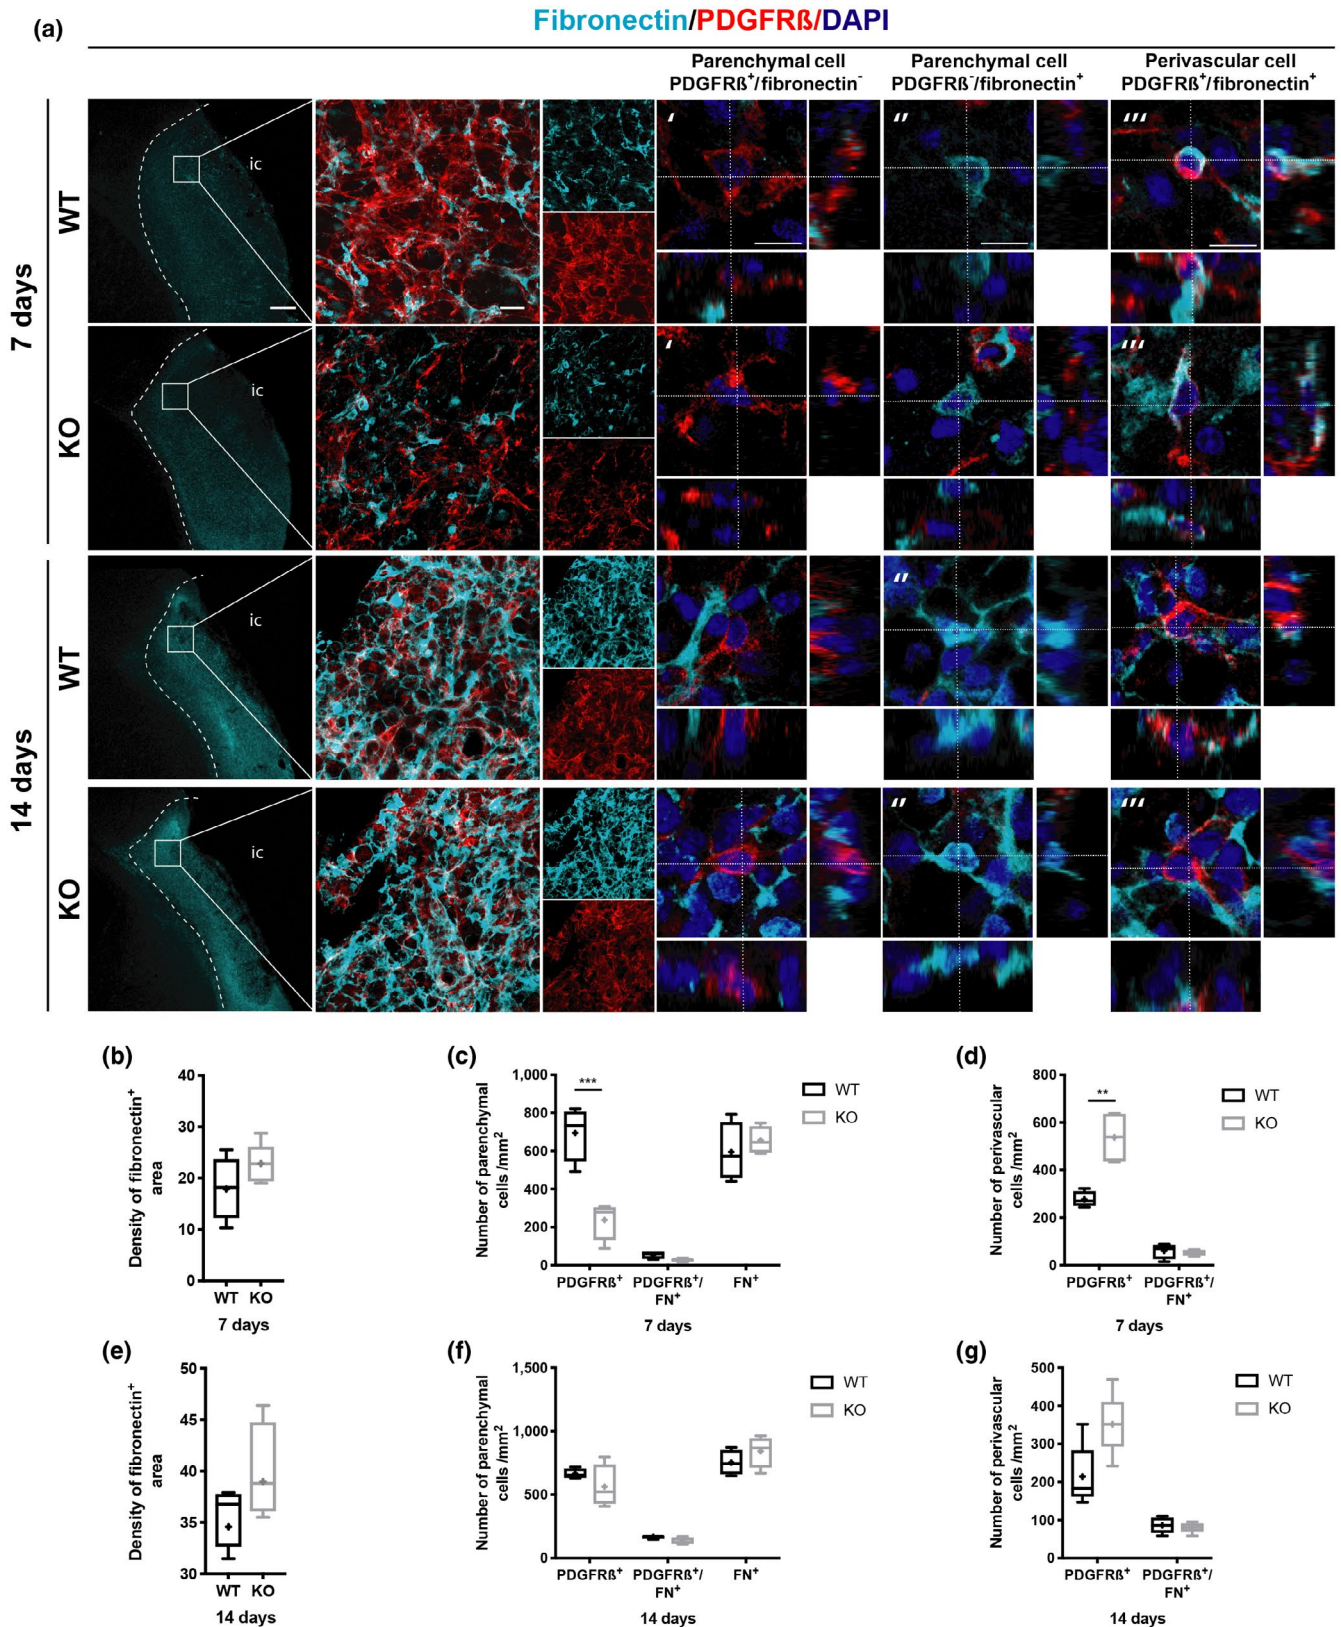 (a)
Fibronectin/PDGFRß/DAPI
Parenchymal cell
PDGFRß⁺/fibronectin⁻
Parenchymal cell
PDGFRß⁻/fibronectin⁺
Perivascular cell
PDGFRß⁺/fibronectin⁺
7 days
WT
ic
′
″
‴
KO
ic
′
‴
14 days
WT
ic
″
KO
ic
″
‴
(b)
Density of fibronectin⁺
area
40
30
20
10
0
WT KO
7 days
(c)
Number of parenchymal
cells /mm²
1,000
800
600
400
200
0
***
WT
KO
PDGFRß⁺
PDGFRß⁺/
FN⁺
FN⁺
7 days
(d)
Number of perivascular
cells /mm²
800
600
400
200
0
**
WT
KO
PDGFRß⁺
PDGFRß⁺/
FN⁺
7 days
(e)
Density of fibronectin⁺
area
50
45
40
35
30
WT KO
14 days
(f)
Number of parenchymal
cells /mm²
1,500
1,000
500
0
WT
KO
PDGFRß⁺
PDGFRß⁺/
FN⁺
FN⁺
14 days
(g)
Number of perivascular
cells /mm²
500
400
300
200
100
0
WT
KO
PDGFRß⁺
PDGFRß⁺/
FN⁺
14 days